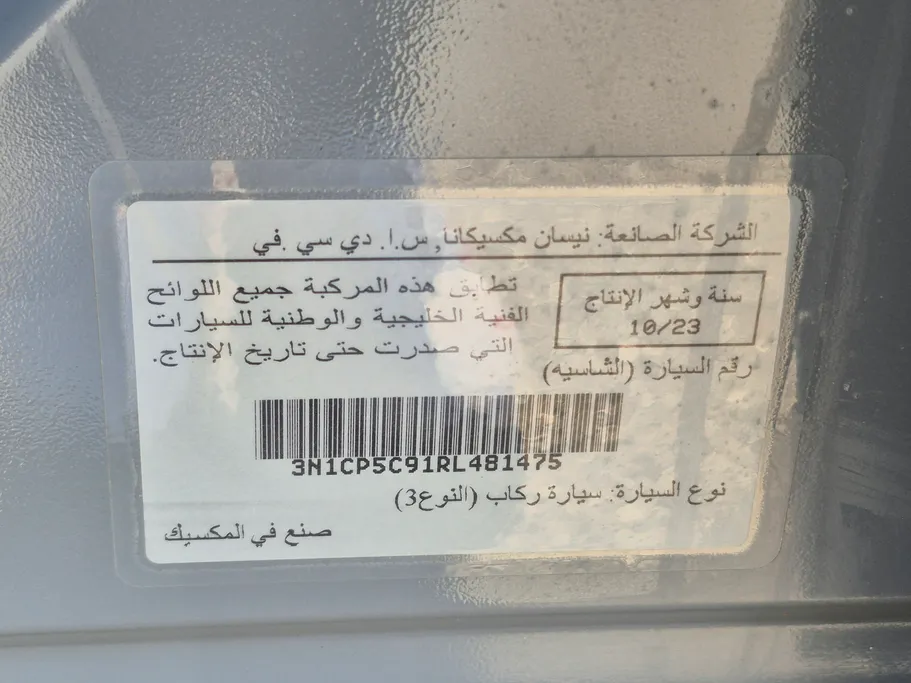 الشركة الصانعة: نيسان مكسيكانا, س.ا. دي سي .في
سنة وشهر الإنتاج
10/23
تطابق هذه المركبة جميع اللوائح
الفنية الخليجية والوطنية للسيارات
التي صدرت حتى تاريخ الإنتاج.
رقم السيارة (الشاسيه)
3N1CP5C91RL481475
نوع السيارة: سيارة ركاب (النوع3)
صنع في المكسيك